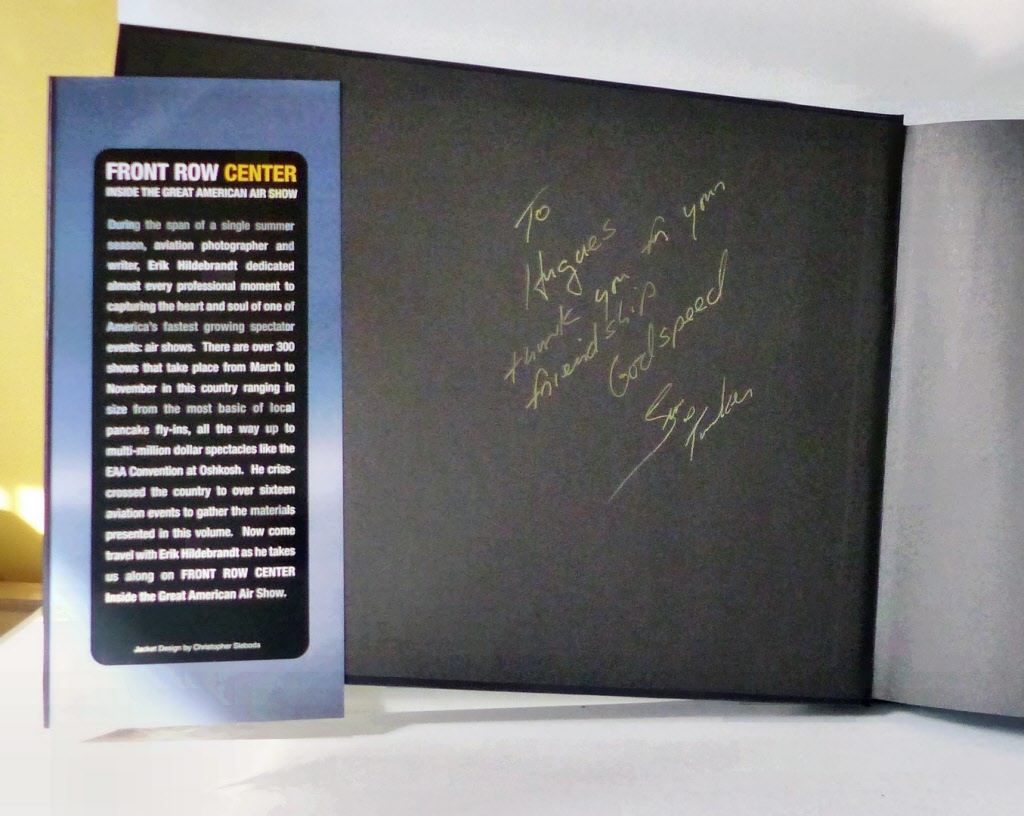 FRONT ROW CENTER
INSIDE THE GREAT AMERICAN AIR SHOW
During the span of a single summer
season, aviation photographer and
writer, Erik Hildebrandt dedicated
almost every professional moment to
capturing the heart and soul of one of
America's fastest growing spectator
events: air shows. There are over 300
shows that take place from March to
November in this country ranging in
size from the most basic of local
pancake fly-ins, all the way up to
multi-million dollar spectacles like the
EAA Convention at Oshkosh. He criss-
crossed the country to over sixteen
aviation events to gather the materials
presented in this volume. Now come
travel with Erik Hildebrandt as he takes
us along on FRONT ROW CENTER
Inside the Great American Air Show.
Jacket Design by Christopher Sleboda
To
Hugues
thank you for your
friendship
Godspeed